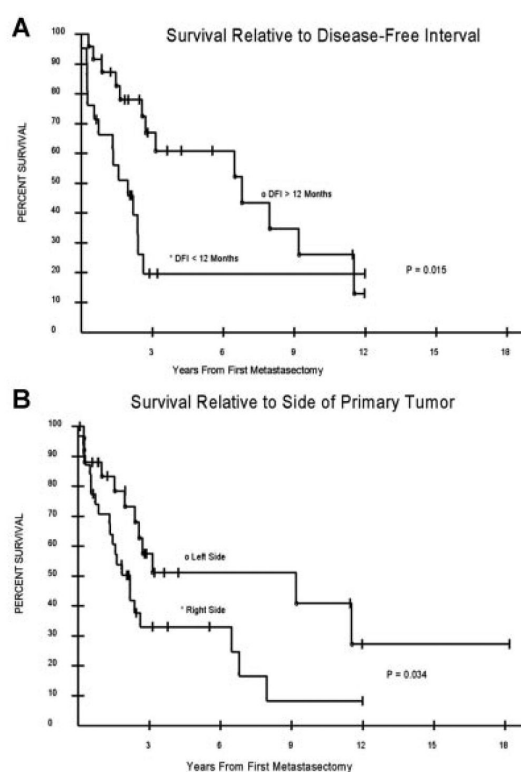 A
Survival Relative to Disease-Free Interval
PERCENT SURVIVAL
100
90
80
70
60
50
40
30
20
10
o DFI > 12 Months
* DFI < 12 Months
P = 0.015
3 6 9 12 15 18
Years From First Metastasectomy
B
Survival Relative to Side of Primary Tumor
PERCENT SURVIVAL
100
90
80
70
60
50
40
30
20
10
o Left Side
* Right Side
P = 0.034
3 6 9 12 15 18
Years From First Metastasectomy